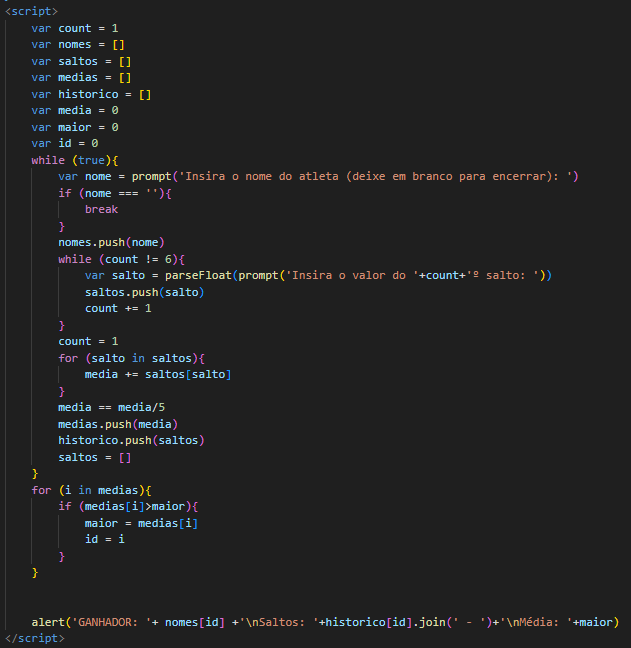 <script>
var count = 1
var nomes = []
var saltos = []
var medias = []
var historico = []
var media = 0
var maior = 0
var id = 0
while (true){
var nome = prompt('Insira o nome do atleta (deixe em branco para encerrar): ')
if (nome === ''){
break
}
nomes.push(nome)
while (count != 6){
var salto = parseFloat(prompt('Insira o valor do '+count+'º salto: '))
saltos.push(salto)
count += 1
}
count = 1
for (salto in saltos){
media += saltos[salto]
}
media == media/5
medias.push(media)
historico.push(saltos)
saltos = []
}
for (i in medias){
if (medias[i]>maior){
maior = medias[i]
id = i
}
}
alert('GANHADOR: '+ nomes[id] +'\nSaltos: '+historico[id].join(' - ')+'\nMédia: '+maior)
</script>